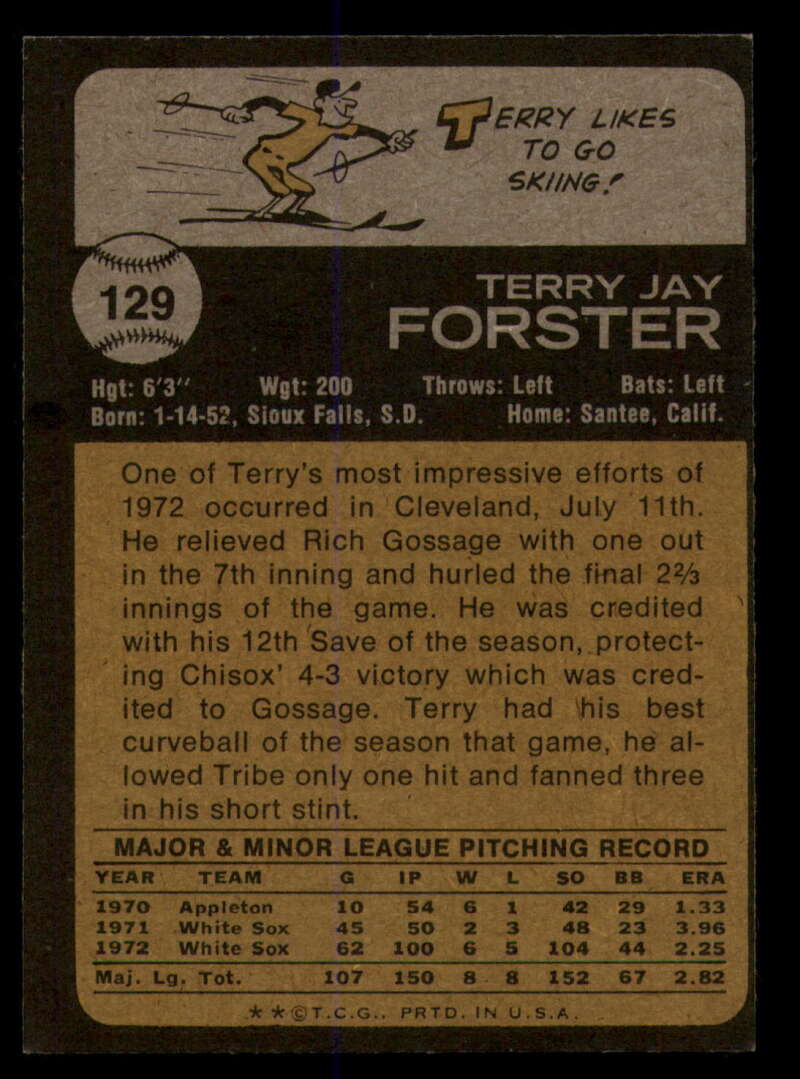 TERRY LIKES
TO GO
SKIING!
129
TERRY JAY
FORSTER
Hgt: 6'3" Wgt: 200 Throws: Left Bats: Left
Born: 1-14-52, Sioux Falls, S.D. Home: Santee, Calif.
One of Terry's most impressive efforts of
1972 occurred in Cleveland, July 11th.
He relieved Rich Gossage with one out
in the 7th inning and hurled the final 2⅔
innings of the game. He was credited
with his 12th Save of the season, protect-
ing Chisox' 4-3 victory which was cred-
ited to Gossage. Terry had his best
curveball of the season that game, he al-
lowed Tribe only one hit and fanned three
in his short stint.
MAJOR & MINOR LEAGUE PITCHING RECORD
YEAR TEAM G IP W L SO BB ERA
1970 Appleton 10 54 6 1 42 29 1.33
1971 White Sox 45 50 2 3 48 23 3.96
1972 White Sox 62 100 6 5 104 44 2.25
Maj. Lg. Tot. 107 150 8 8 152 67 2.82
★ ★ © T.C.G.. PRTD. IN U.S.A.